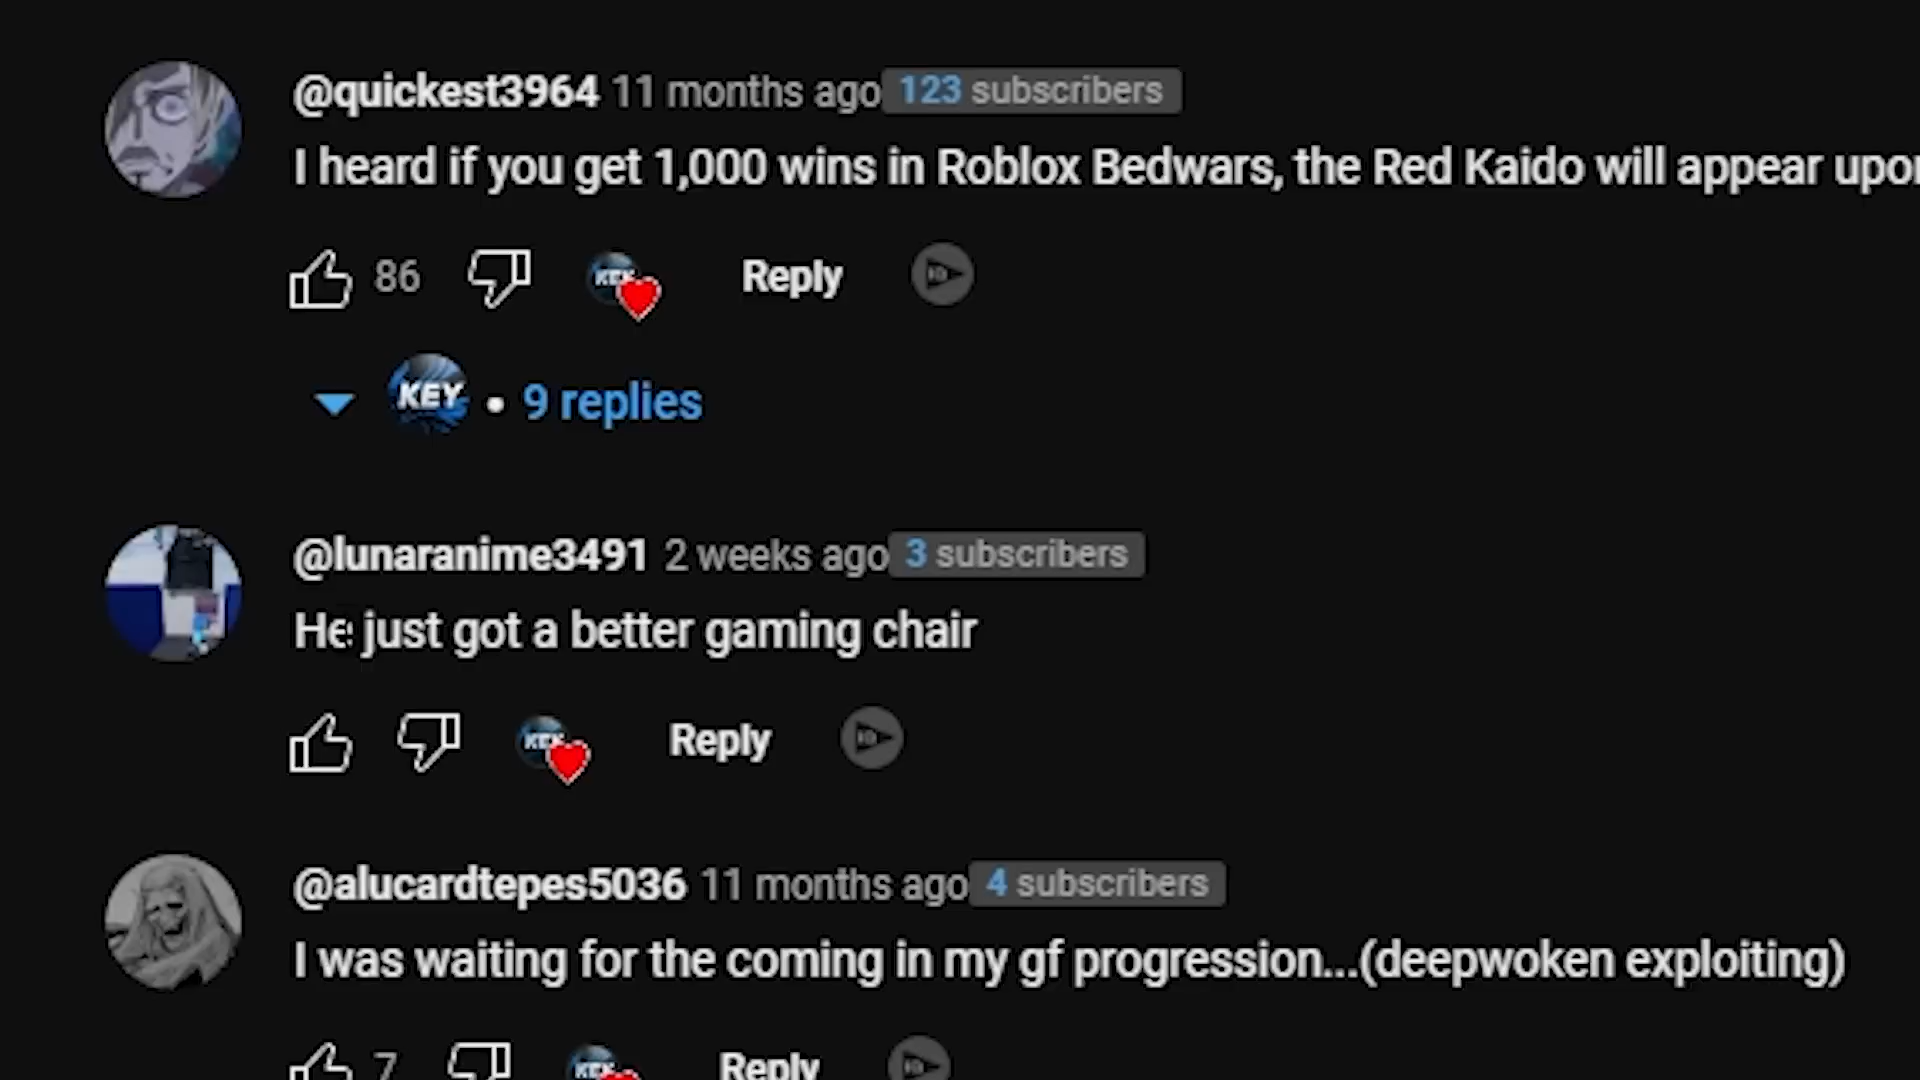 @quickest3964 11 months ago 123 subscribers
I heard if you get 1,000 wins in Roblox Bedwars, the Red Kaido will appear
86 Reply
KEY • 9 replies
@lunaranime3491 2 weeks ago 3 subscribers
just got a better gaming chair
Reply
@alucardtepes5036 11 months ago 4 subscribers
I was waiting for the coming in my gf progression...(deepwoken exploiting)
7 Reply